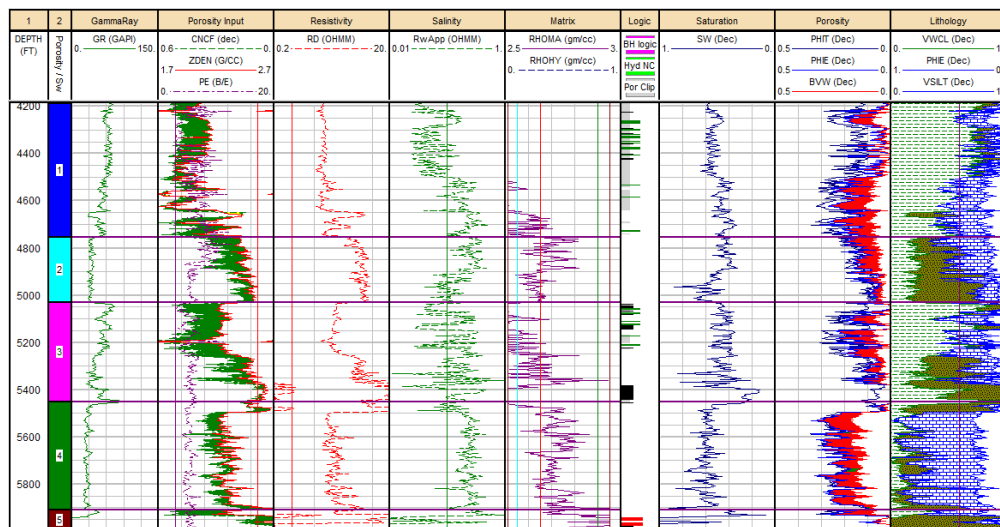 1 2 GammaRay Porosity Input Resistivity Salinity Matrix Logic Saturation Porosity Lithology
DEPTH
(FT)
Porosity / Sw
GR (GAPI)
0. 150.
CNCF (dec)
0.6 0.
ZDEN (G/CC)
1.7 2.7
PE (B/E)
0. 20.
RD (OHMM)
0.2 20.
RwApp (OHMM)
0.01 1.
RHOMA (gm/cc)
2.5 3.
RHOHY (gm/cc)
0. 1.
BH logic
Hyd NC
Por Clip
SW (Dec)
1. 0.
PHIT (Dec)
0.5 0.
PHIE (Dec)
0.5 0.
BVW (Dec)
0.5 0.
VWCL (Dec)
0. 1.
PHIE (Dec)
1. 0.
VSILT (Dec)
0. 1.
4200
4400
1
4600
4800
2
5000
5200
3
5400
5600
4
5800
5